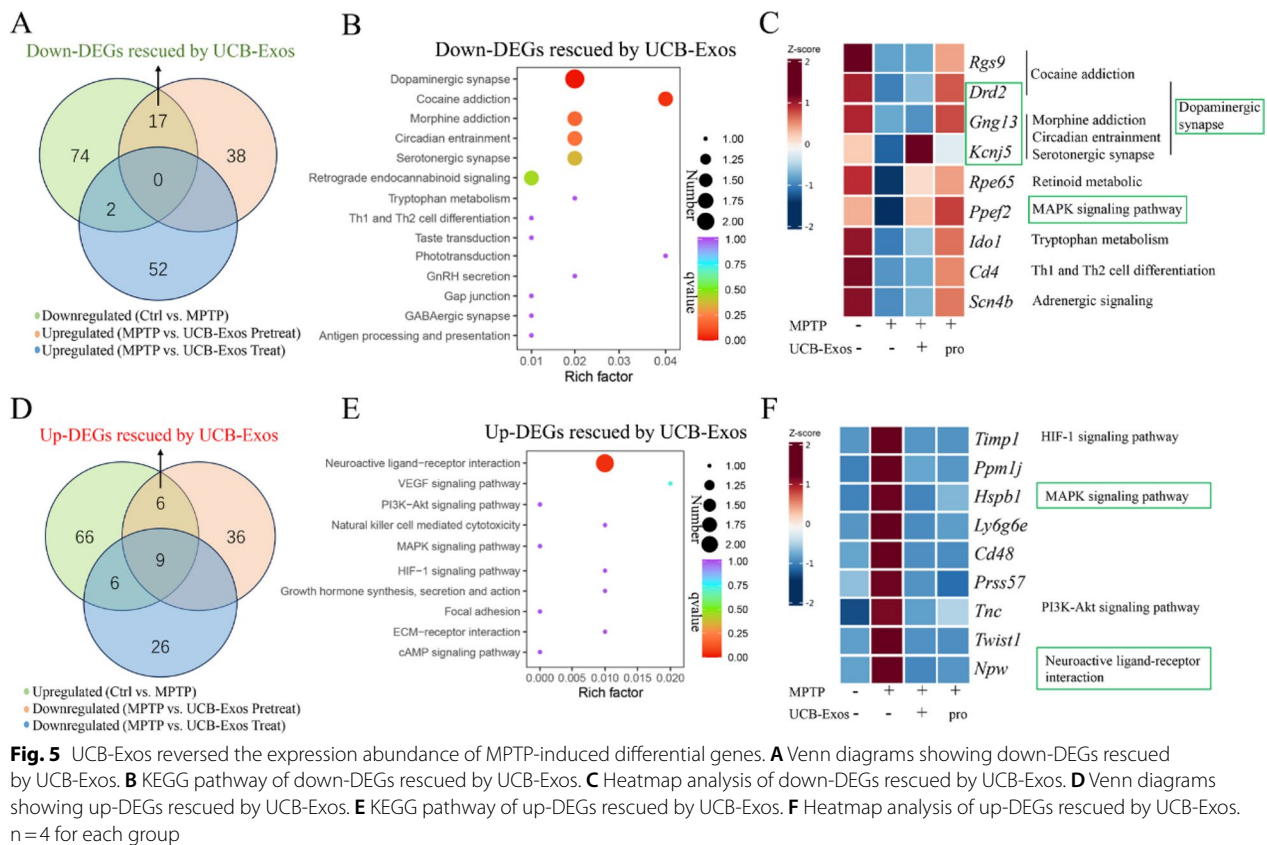 A
Down-DEGs rescued by UCB-Exos
17
74
38
0
2
52
Downregulated (Ctrl vs. MPTP)
Upregulated (MPTP vs. UCB-Exos Pretreat)
Upregulated (MPTP vs. UCB-Exos Treat)
B
Down-DEGs rescued by UCB-Exos
Dopaminergic synapse
Cocaine addiction
Morphine addiction
Circadian entrainment
Serotonergic synapse
Retrograde endocannabinoid signaling
Tryptophan metabolism
Th1 and Th2 cell differentiation
Taste transduction
Phototransduction
GnRH secretion
Gap junction
GABAergic synapse
Antigen processing and presentation
0.01 0.02 0.03 0.04
Rich factor
Number
1.00
1.25
1.50
1.75
2.00
qvalue
1.00
0.75
0.50
0.25
0.00
C
Z-score
2
1
0
-1
-2
Rgs9
Drd2
Gng13
Kcnj5
Rpe65
Ppef2
Ido1
Cd4
Scn4b
Cocaine addiction
Morphine addiction
Circadian entrainment
Serotonergic synapse
Dopaminergic
synapse
Retinoid metabolic
MAPK signaling pathway
Tryptophan metabolism
Th1 and Th2 cell differentiation
Adrenergic signaling
MPTP - + + +
UCB-Exos - - + pro
D
Up-DEGs rescued by UCB-Exos
6
66
36
9
6
26
Upregulated (Ctrl vs. MPTP)
Downregulated (MPTP vs. UCB-Exos Pretreat)
Downregulated (MPTP vs. UCB-Exos Treat)
E
Up-DEGs rescued by UCB-Exos
Neuroactive ligand−receptor interaction
VEGF signaling pathway
PI3K−Akt signaling pathway
Natural killer cell mediated cytotoxicity
MAPK signaling pathway
HIF−1 signaling pathway
Growth hormone synthesis, secretion and action
Focal adhesion
ECM−receptor interaction
cAMP signaling pathway
0.000 0.005 0.010 0.015 0.020
Rich factor
Number
1.00
1.25
1.50
1.75
2.00
qvalue
1.00
0.75
0.50
0.25
0.00
F
Z-score
2
1
0
-1
-2
Timp1
Ppm1j
Hspb1
Ly6g6e
Cd48
Prss57
Tnc
Twist1
Npw
HIF-1 signaling pathway
MAPK signaling pathway
PI3K-Akt signaling pathway
Neuroactive ligand-receptor
interaction
MPTP - + + +
UCB-Exos - - + pro
Fig. 5 UCB-Exos reversed the expression abundance of MPTP-induced differential genes. A Venn diagrams showing down-DEGs rescued
by UCB-Exos. B KEGG pathway of down-DEGs rescued by UCB-Exos. C Heatmap analysis of down-DEGs rescued by UCB-Exos. D Venn diagrams
showing up-DEGs rescued by UCB-Exos. E KEGG pathway of up-DEGs rescued by UCB-Exos. F Heatmap analysis of up-DEGs rescued by UCB-Exos.
n = 4 for each group